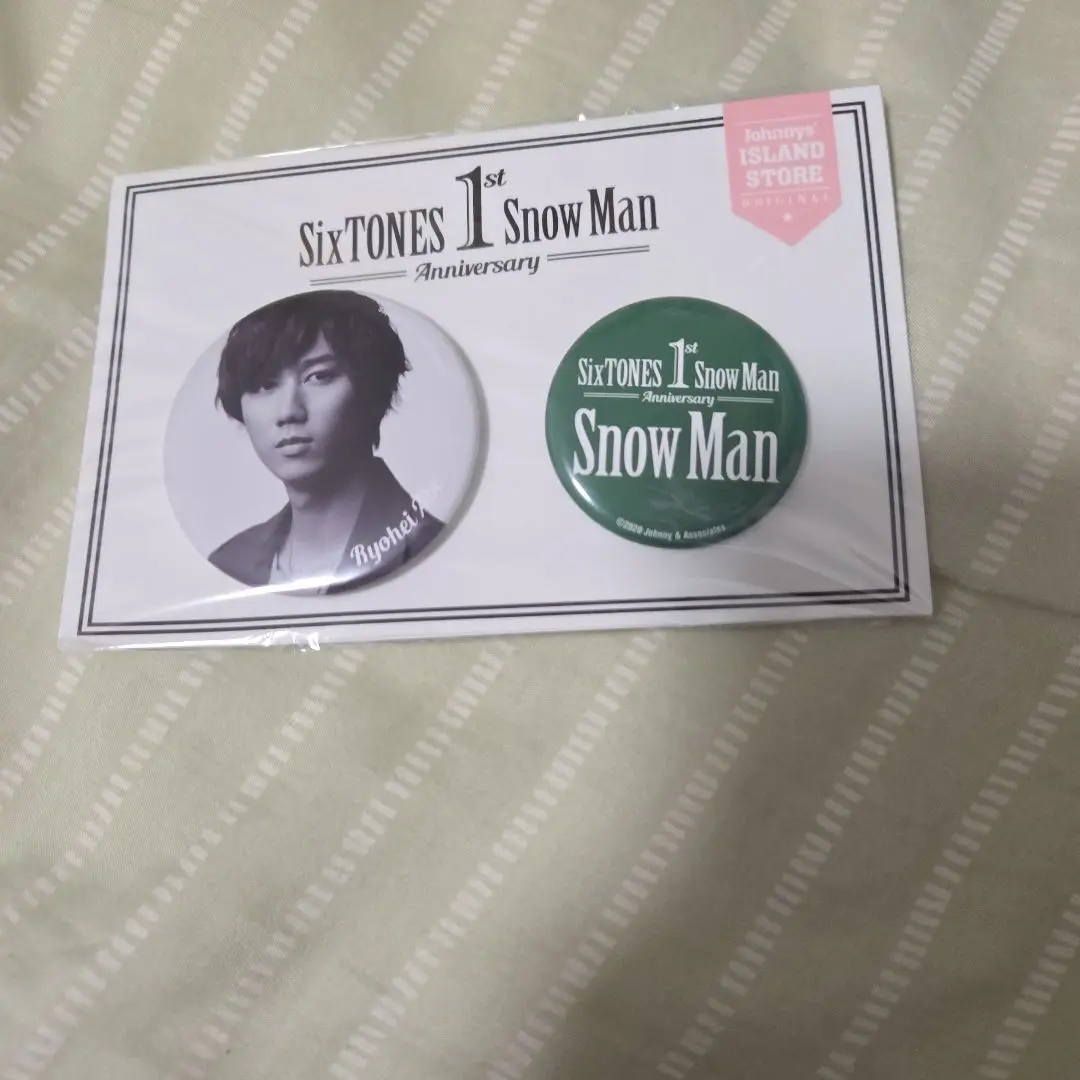 Johnnys'
ISLAND
STORE
ORIGINAL
SixTONES 1st Snow Man
Anniversary
Ryohei
SixTONES 1st Snow Man
Anniversary
Snow Man
©2020 Johnny & Associates